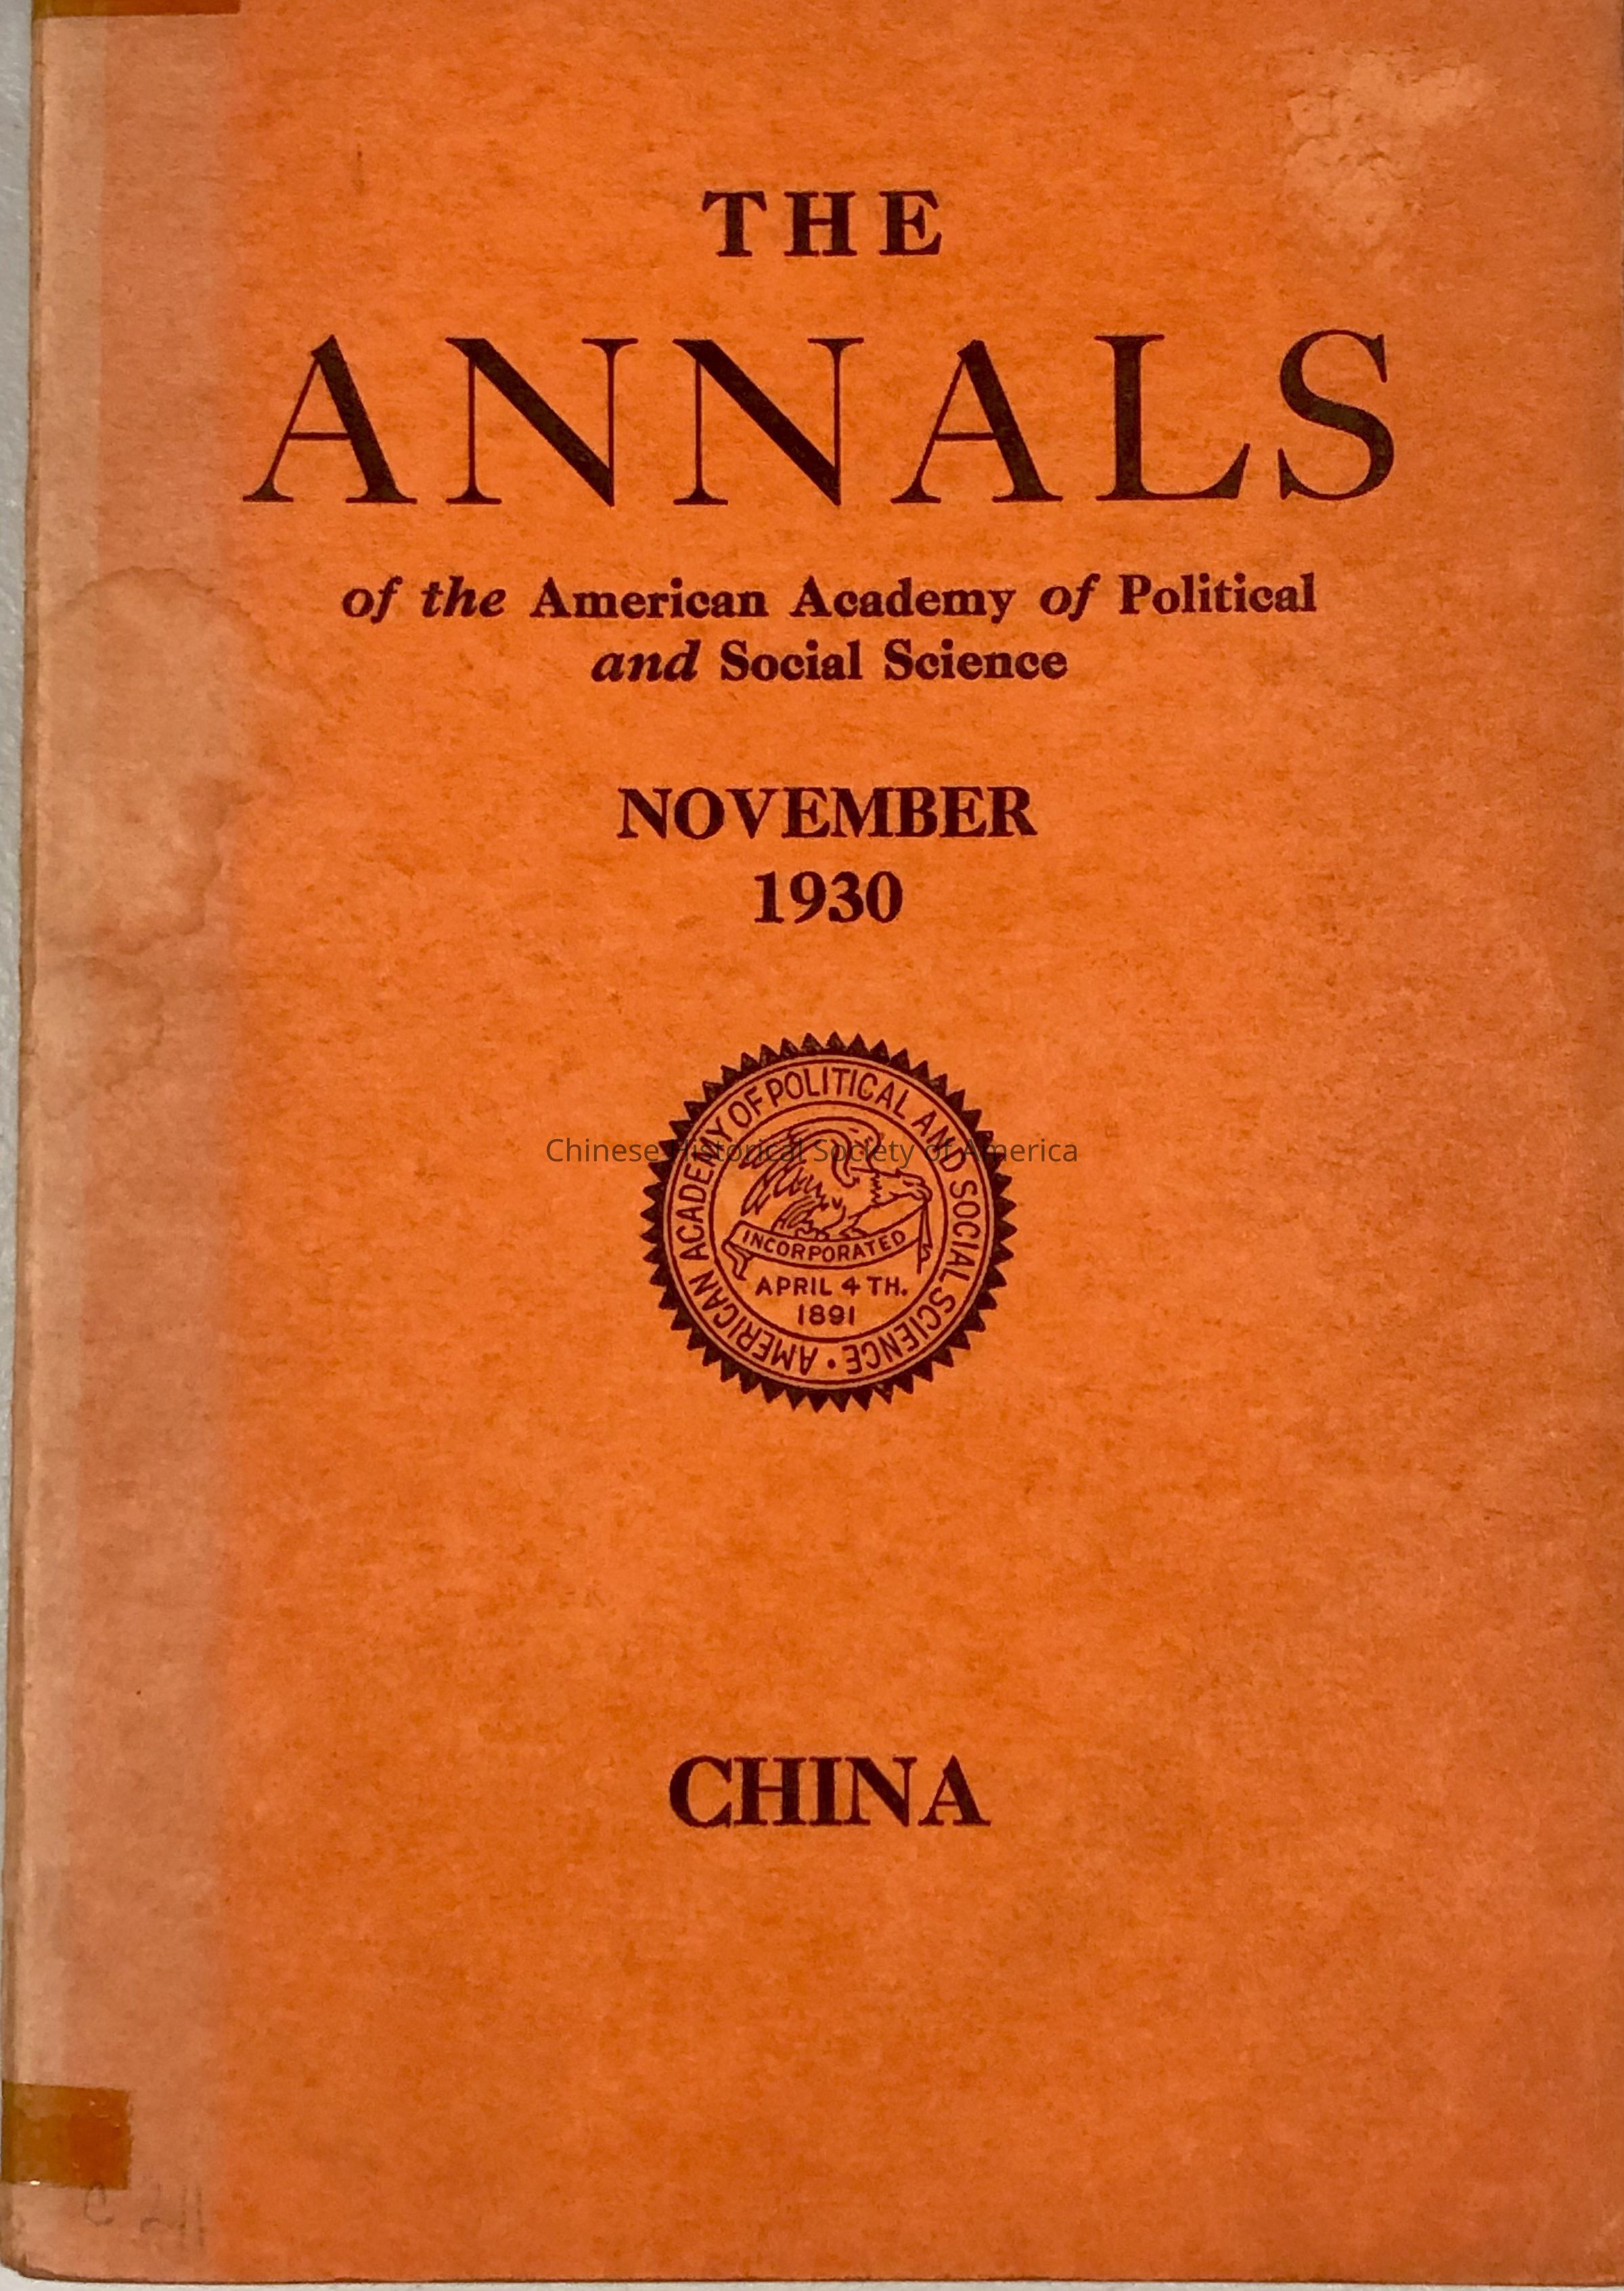 THE
ANNALS
of the American Academy of Political
and Social Science
NOVEMBER
1930
AMERICAN ACADEMY OF POLITICAL AND SOCIAL SCIENCE •
Chinese Historical Society of America
INCORPORATED
APRIL 4 TH.
1891
CHINA